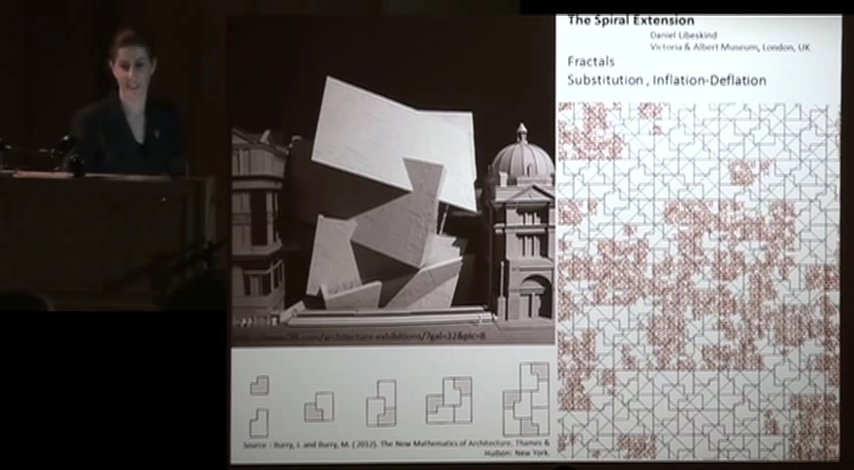 The Spiral Extension
Daniel Libeskind
Victoria & Albert Museum, London, UK
Fractals
Substitution, Inflation-Deflation
Source : Burry, J. and Burry, M. (2012). The New Mathematics of Architecture. Thames &
Hudson: New York.